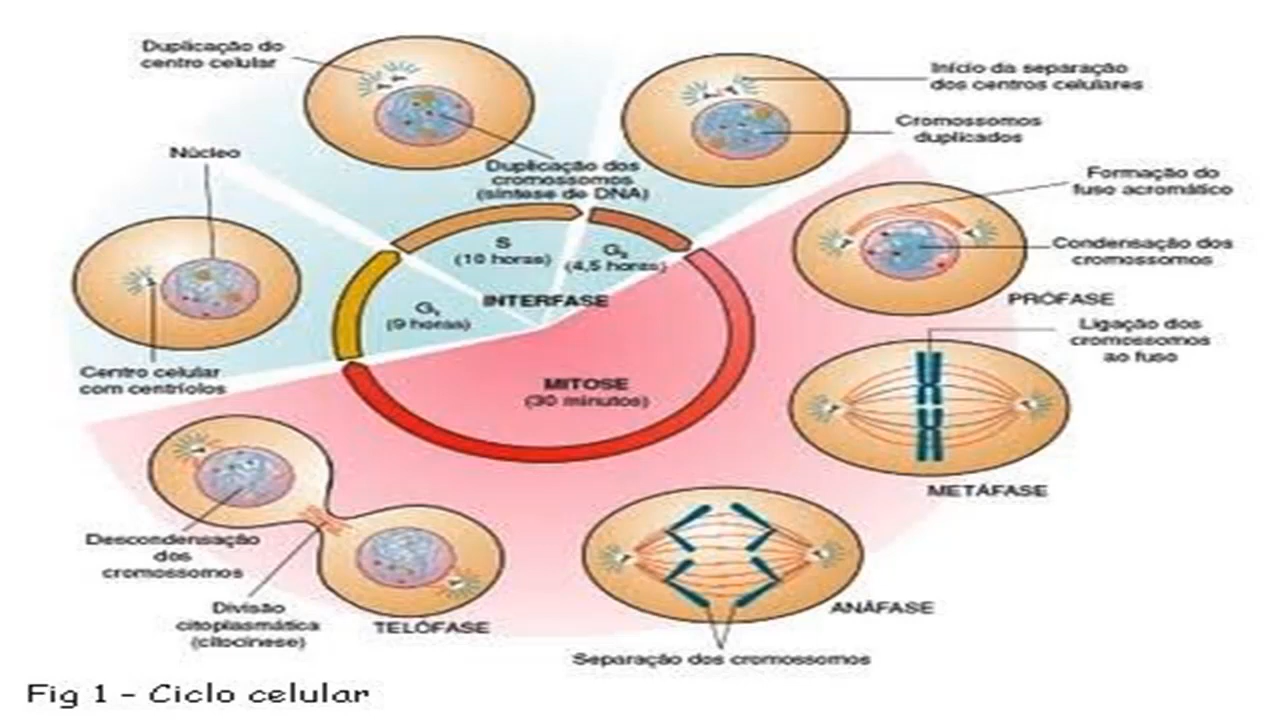 Duplicação do
centro celular
Início da separação
dos centros celulares
Cromossomos
duplicados
Núcleo
Duplicação dos
cromossomos
(síntese de DNA)
Formação do
fuso acromático
S
(10 horas)
G₂
(4,5 horas)
Condensação dos
cromossomos
PRÓFASE
INTERFASE
G₁
(9 horas)
Ligação dos
cromossomos
ao fuso
Centro celular
com centríolos
MITOSE
(30 minutos)
METÁFASE
Descondensação
dos
cromossomos
Divisão
citoplasmática
(citocinese)
TELÓFASE
ANÁFASE
Separação dos cromossomos
Fig 1 - Ciclo celular